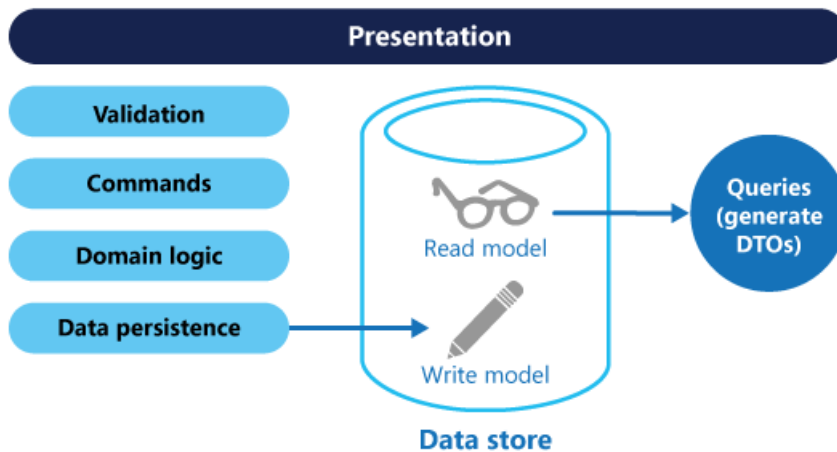 Presentation
Validation
Commands
Domain logic
Data persistence
Read model
Write model
Data store
Queries
(generate
DTOs)